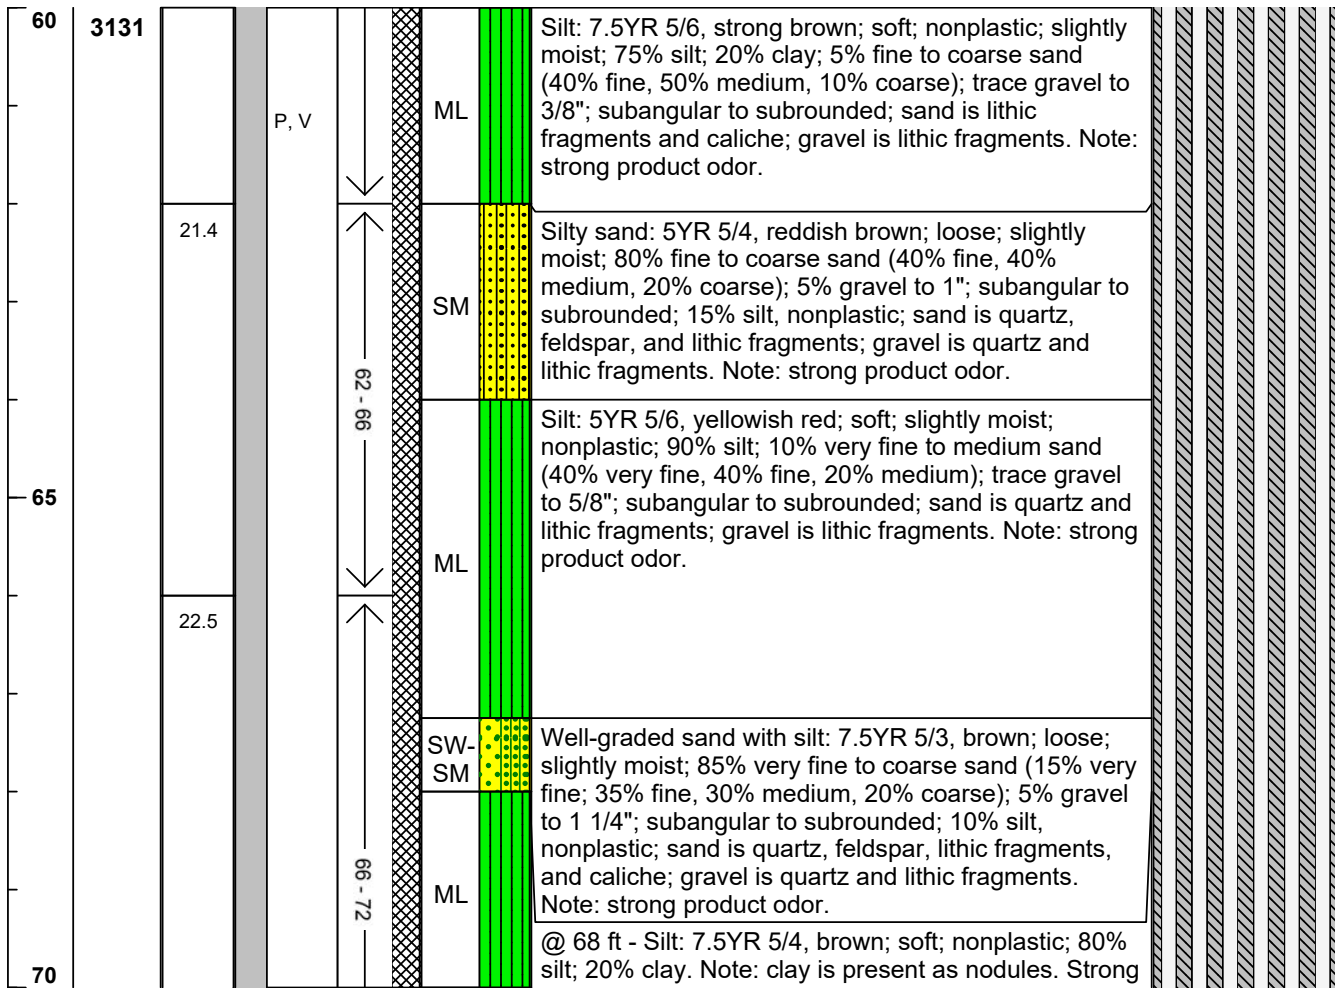 60
3131
P, V
ML
Silt: 7.5YR 5/6, strong brown; soft; nonplastic; slightly
moist; 75% silt; 20% clay; 5% fine to coarse sand
(40% fine, 50% medium, 10% coarse); trace gravel to
3/8"; subangular to subrounded; sand is lithic
fragments and caliche; gravel is lithic fragments. Note:
strong product odor.
21.4
62 - 66
SM
Silty sand: 5YR 5/4, reddish brown; loose; slightly
moist; 80% fine to coarse sand (40% fine, 40%
medium, 20% coarse); 5% gravel to 1"; subangular to
subrounded; 15% silt, nonplastic; sand is quartz,
feldspar, and lithic fragments; gravel is quartz and
lithic fragments. Note: strong product odor.
65
ML
Silt: 5YR 5/6, yellowish red; soft; slightly moist;
nonplastic; 90% silt; 10% very fine to medium sand
(40% very fine, 40% fine, 20% medium); trace gravel
to 5/8"; subangular to subrounded; sand is quartz and
lithic fragments; gravel is lithic fragments. Note: strong
product odor.
22.5
66 - 72
SW-
SM
Well-graded sand with silt: 7.5YR 5/3, brown; loose;
slightly moist; 85% very fine to coarse sand (15% very
fine; 35% fine, 30% medium, 20% coarse); 5% gravel
to 1 1/4"; subangular to subrounded; 10% silt,
nonplastic; sand is quartz, feldspar, lithic fragments,
and caliche; gravel is quartz and lithic fragments.
Note: strong product odor.
ML
@ 68 ft - Silt: 7.5YR 5/4, brown; soft; nonplastic; 80%
silt; 20% clay. Note: clay is present as nodules. Strong
70